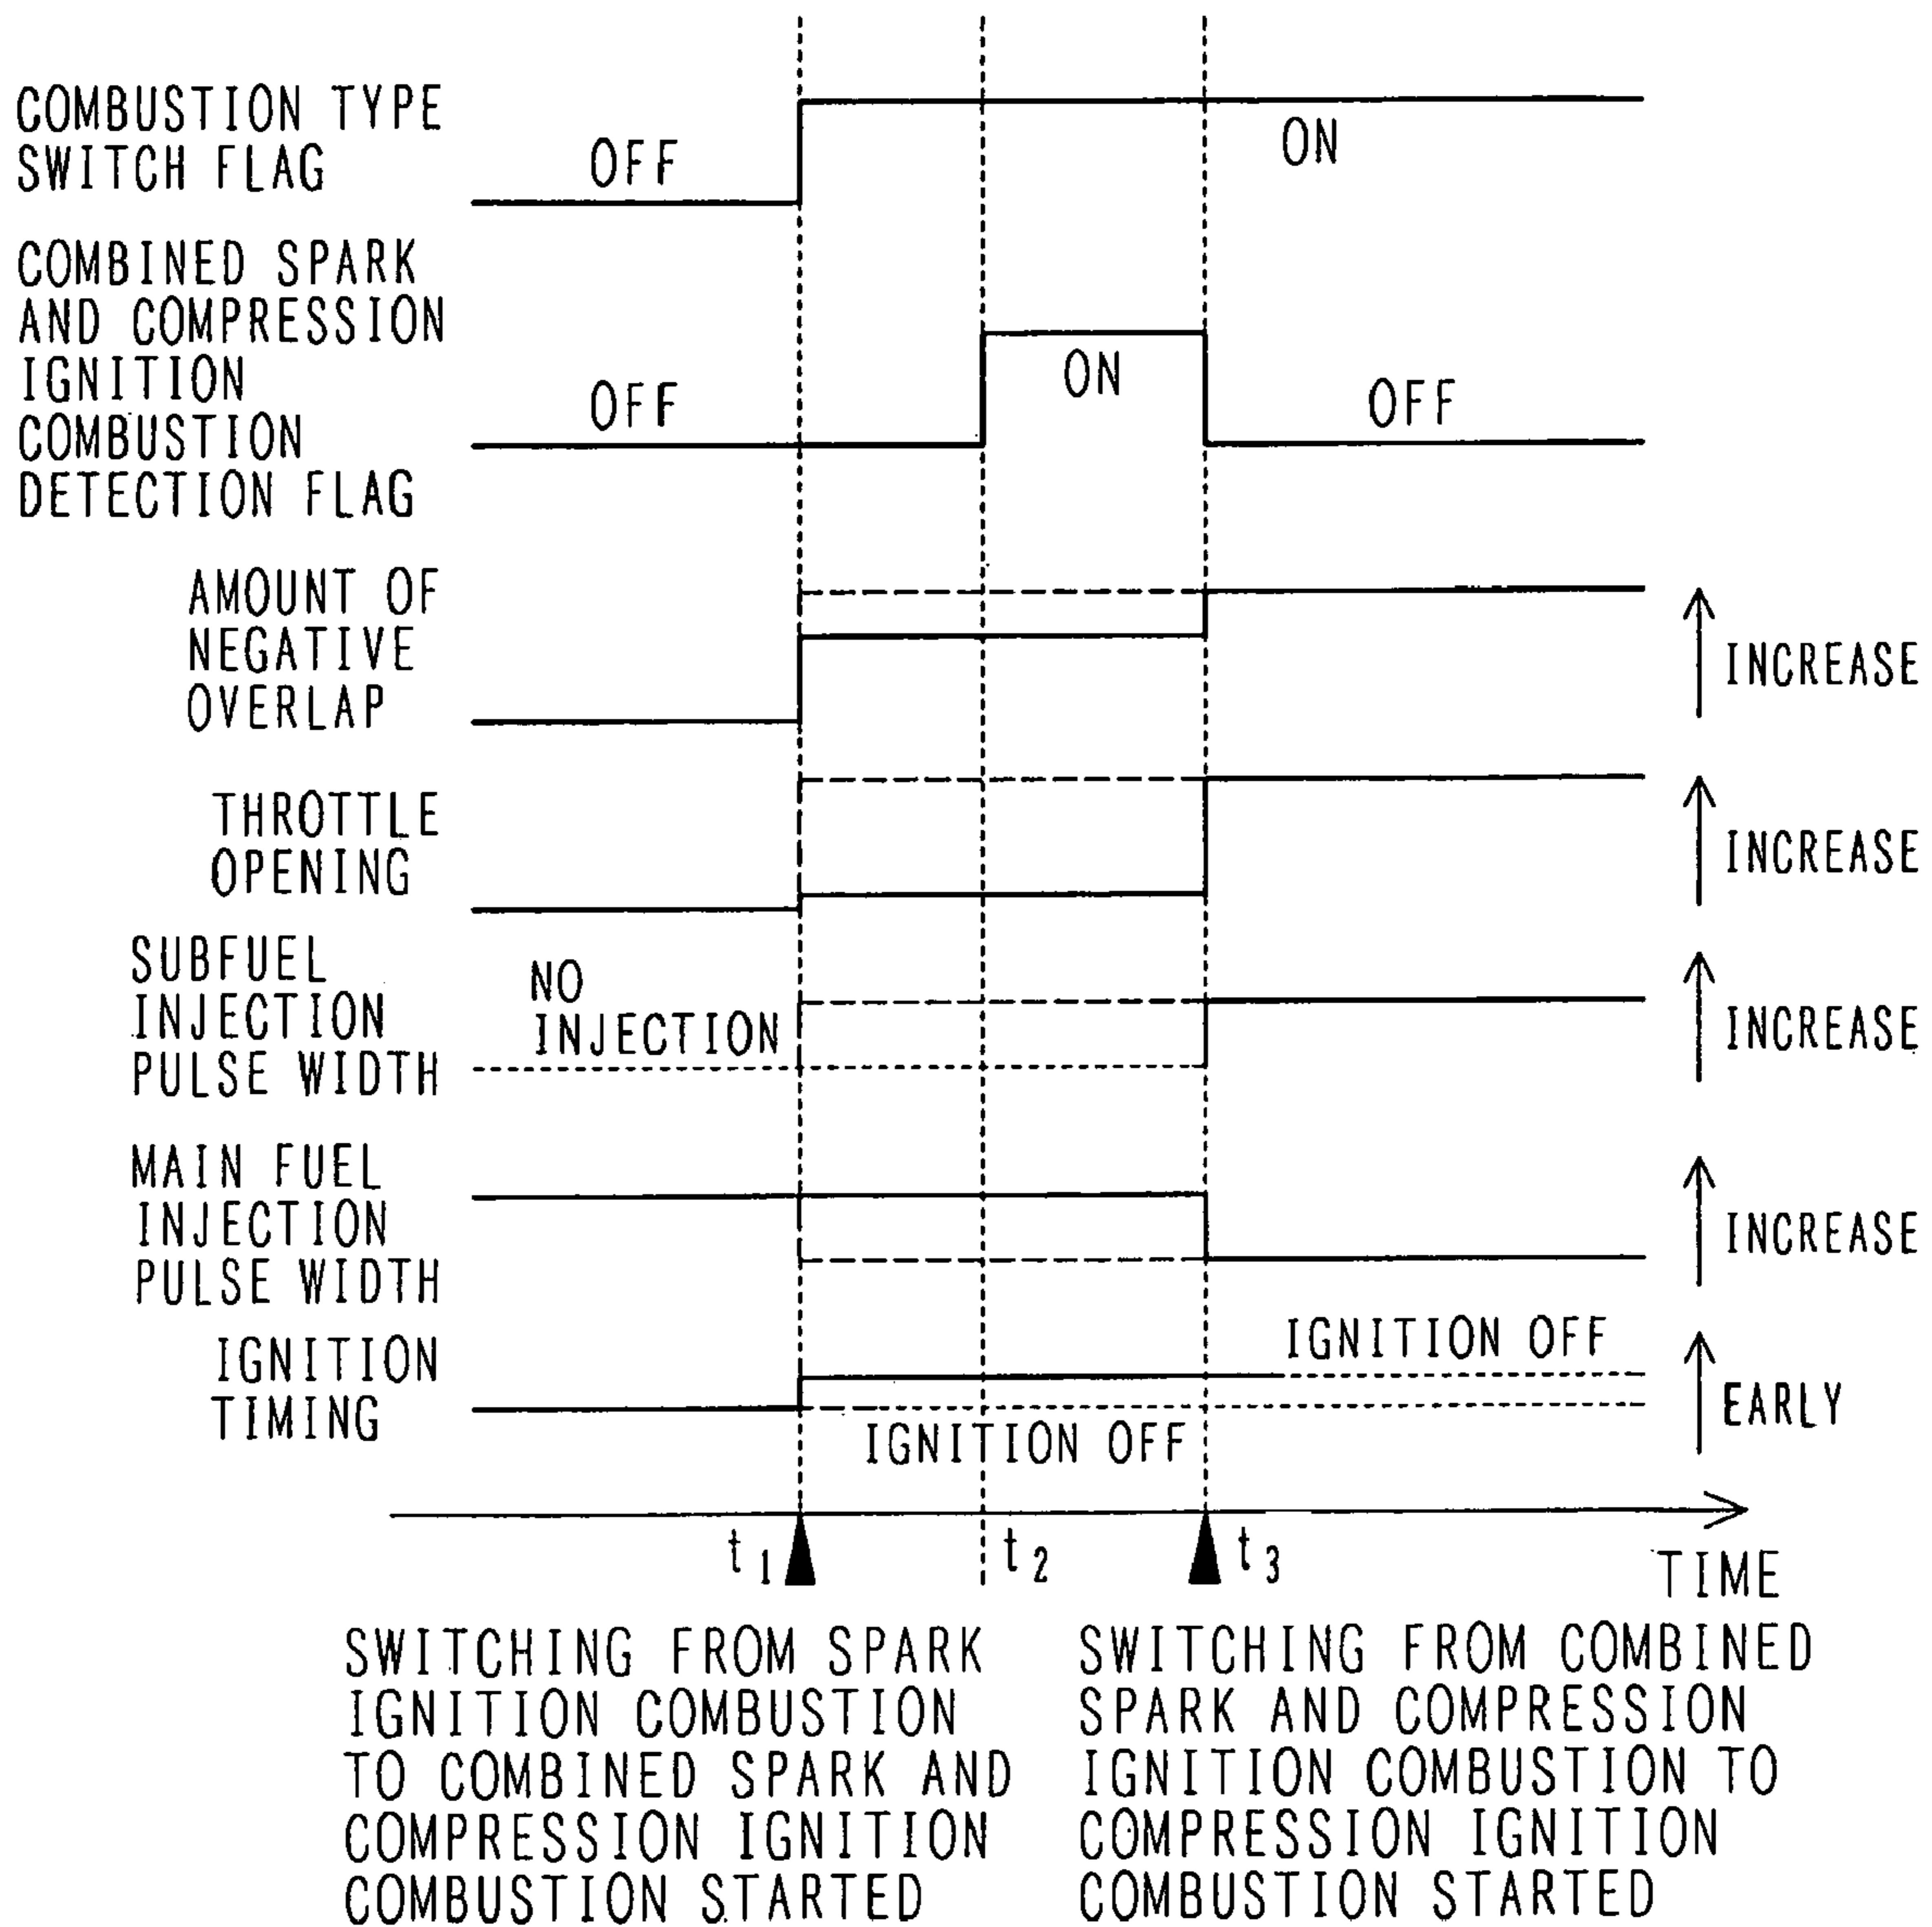 COMBUSTION TYPE
SWITCH FLAG
OFF
ON
COMBINED SPARK
AND COMPRESSION
IGNITION
COMBUSTION
DETECTION FLAG
OFF
ON
OFF
AMOUNT OF
NEGATIVE
OVERLAP
INCREASE
THROTTLE
OPENING
INCREASE
SUBFUEL
INJECTION
PULSE WIDTH
NO
INJECTION
INCREASE
MAIN FUEL
INJECTION
PULSE WIDTH
INCREASE
IGNITION
TIMING
IGNITION OFF
IGNITION OFF
EARLY
t1
t2
t3
TIME
SWITCHING FROM SPARK
IGNITION COMBUSTION
TO COMBINED SPARK AND
COMPRESSION IGNITION
COMBUSTION STARTED
SWITCHING FROM COMBINED
SPARK AND COMPRESSION
IGNITION COMBUSTION TO
COMPRESSION IGNITION
COMBUSTION STARTED